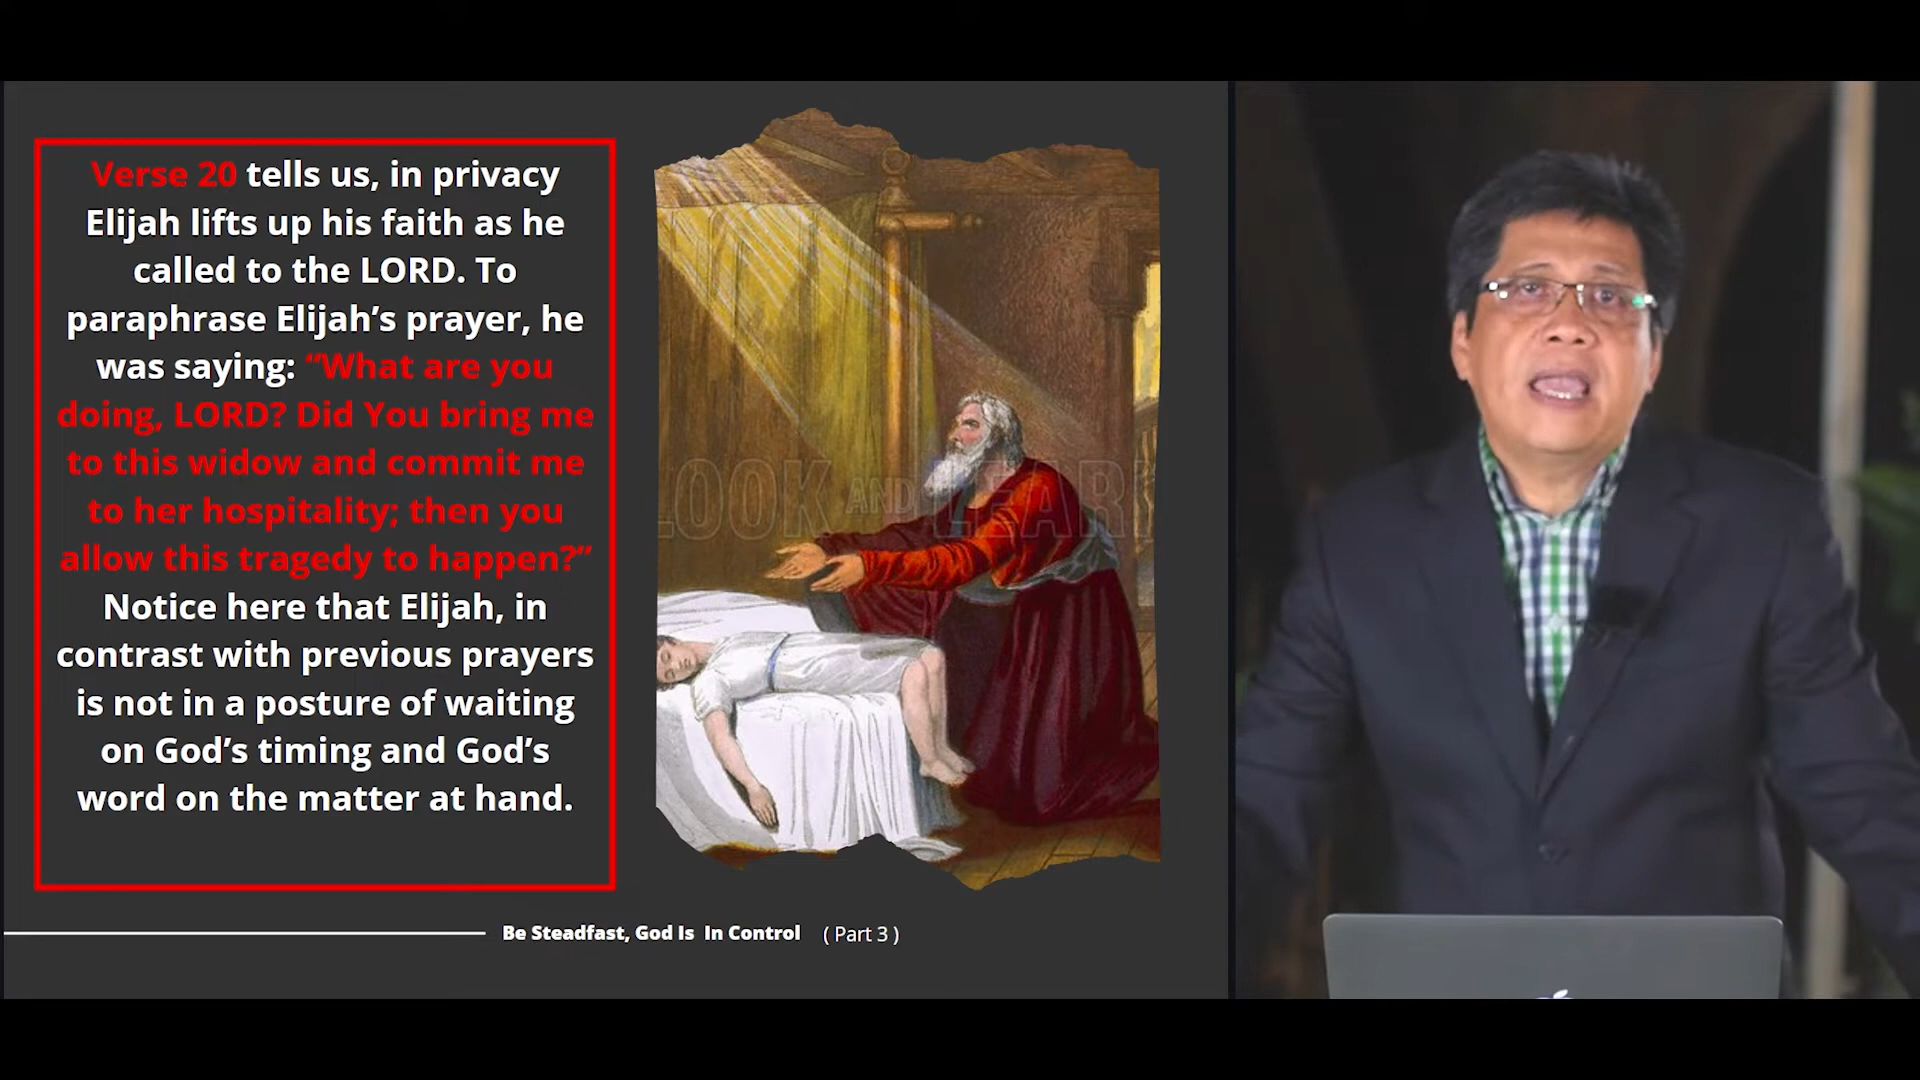 Verse 20 tells us, in privacy
Elijah lifts up his faith as he
called to the LORD. To
paraphrase Elijah’s prayer, he
was saying: “What are you
doing, LORD? Did You bring me
to this widow and commit me
to her hospitality; then you
allow this tragedy to happen?”
Notice here that Elijah, in
contrast with previous prayers
is not in a posture of waiting
on God’s timing and God’s
word on the matter at hand.
LOOK AND LEARN
Be Steadfast, God Is In Control ( Part 3 )